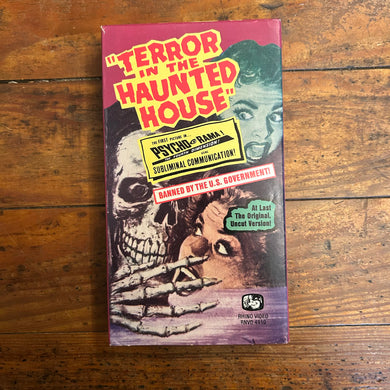 "TERROR
IN THE
HAUNTED
HOUSE"
THE FIRST PICTURE IN
PSYCHO-RAMA!
SUBLIMINAL COMMUNICATION!
BANNED BY THE U.S. GOVERNMENT!
At Last
The Original,
Uncut Version!
RHINO VIDEO